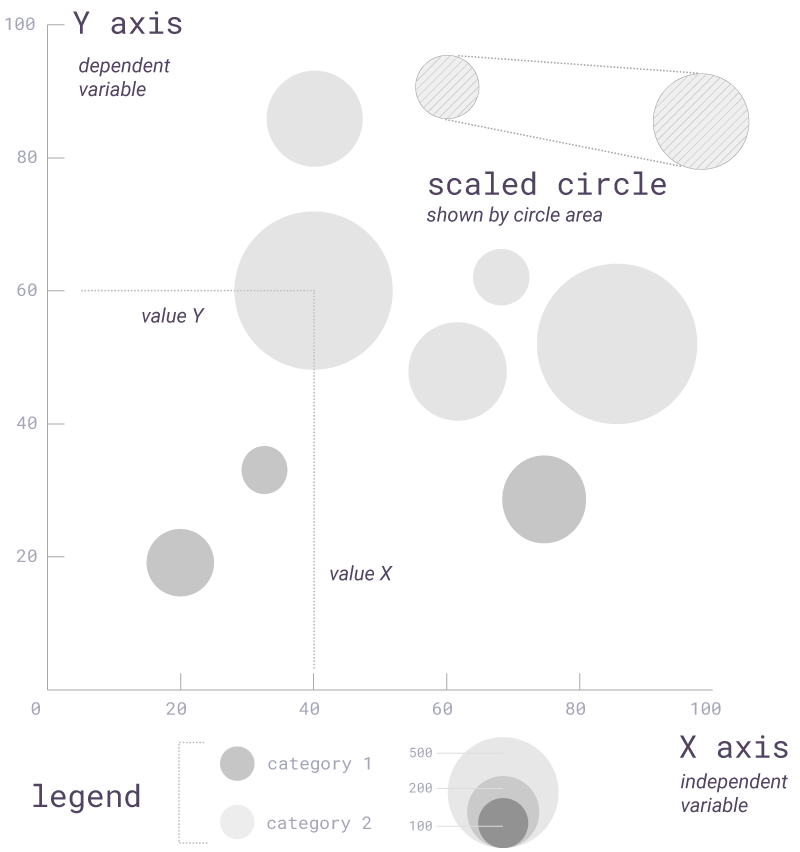 100
Y axis
dependent
variable
80
scaled circle
shown by circle area
60
value Y
40
20
value X
0
20
40
60
80
100
legend
category 1
category 2
500
200
100
X axis
independent
variable